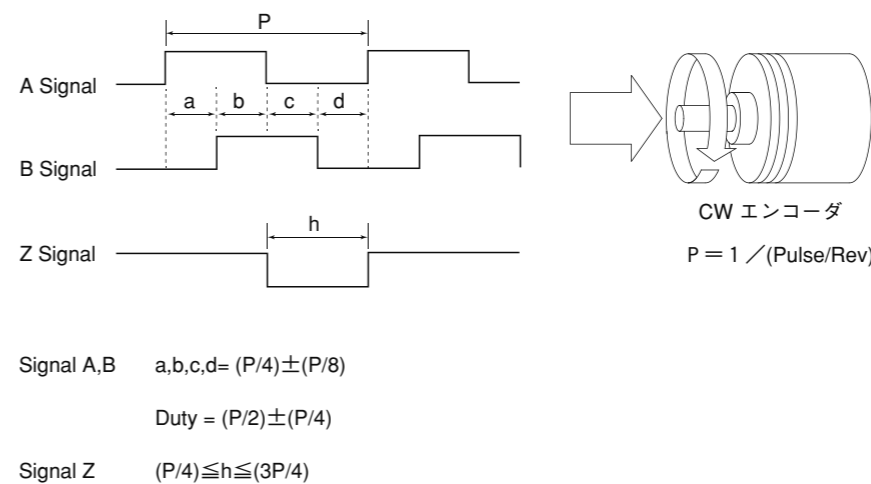 P
A Signal
a b c d
B Signal
h
Z Signal
CW エンコーダ
P = 1 ／(Pulse/Rev)
Signal A,B a,b,c,d= (P/4)±(P/8)
Duty = (P/2)±(P/4)
Signal Z (P/4)≦h≦(3P/4)